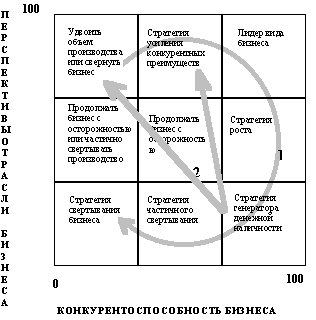 100
ПЕРСПЕКТИВЫ ОТРАСЛИ БИЗНЕСА
Удвоить
объем
производства
или свернуть
бизнес
Стратегия
усиления
конкурентных
преимуществ
Лидер вида
бизнеса
Продолжать
бизнес с
осторожностью
или частично
свертывать
производство
Продолжать
бизнес с
осторожность
ю
Стратегия
роста
1
2
Стратегия
свертывания
бизнеса
Стратегия
частичного
свертывания
Стратегия
генератора
денежной
наличности
0
100
КОНКУРЕНТОСПОСОБНОСТЬ БИЗНЕСА